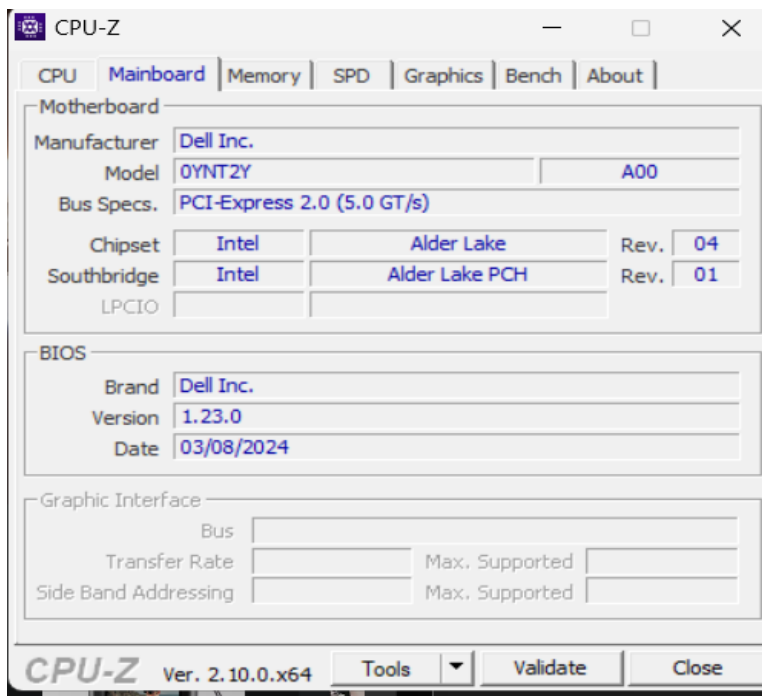 CPU-Z
CPU Mainboard Memory SPD Graphics Bench About
Motherboard
Manufacturer Dell Inc.
Model 0YNT2Y A00
Bus Specs. PCI-Express 2.0 (5.0 GT/s)
Chipset Intel Alder Lake Rev. 04
Southbridge Intel Alder Lake PCH Rev. 01
LPCIO
BIOS
Brand Dell Inc.
Version 1.23.0
Date 03/08/2024
Graphic Interface
Bus
Transfer Rate Max. Supported
Side Band Addressing Max. Supported
CPU-Z Ver. 2.10.0.x64 Tools Validate Close